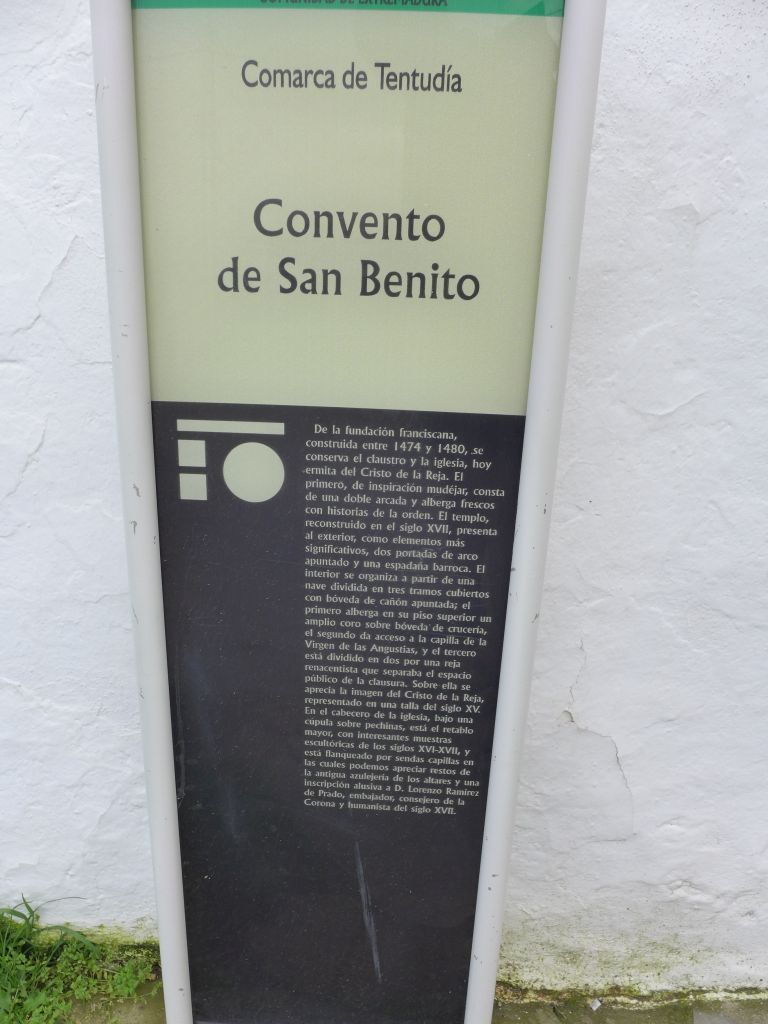 COMUNIDAD DE EXTREMADURA
Comarca de Tentudía
Convento
de San Benito
De la fundación franciscana,
construida entre 1474 y 1480, se
conserva el claustro y la iglesia, hoy
ermita del Cristo de la Reja. El
primero, de inspiración mudéjar, consta
de una doble arcada y alberga frescos
con historias de la orden. El templo,
reconstruido en el siglo XVII, presenta
al exterior, como elementos más
significativos, dos portadas de arco
apuntado y una espadaña barroca. El
interior se organiza a partir de una
nave dividida en tres tramos cubiertos
con bóveda de cañón apuntada; el
primero alberga en su piso superior un
amplio coro sobre bóveda de crucería,
el segundo da acceso a la capilla de la
Virgen de las Angustias, y el tercero
está dividido en dos por una reja
renacentista que separaba el espacio
público de la clausura. Sobre ella se
aprecia la imagen del Cristo de la Reja,
representado en una talla del siglo XV.
En el cabecero de la iglesia, bajo una
cúpula sobre pechinas, está el retablo
mayor, con interesantes muestras
escultóricas de los siglos XVI-XVII, y
está flanqueado por sendas capillas en
las cuales podemos apreciar restos de
la antigua azulejería de los altares y una
inscripción alusiva a D. Lorenzo Ramírez
de Prado, embajador, consejero de la
Corona y humanista del siglo XVII.